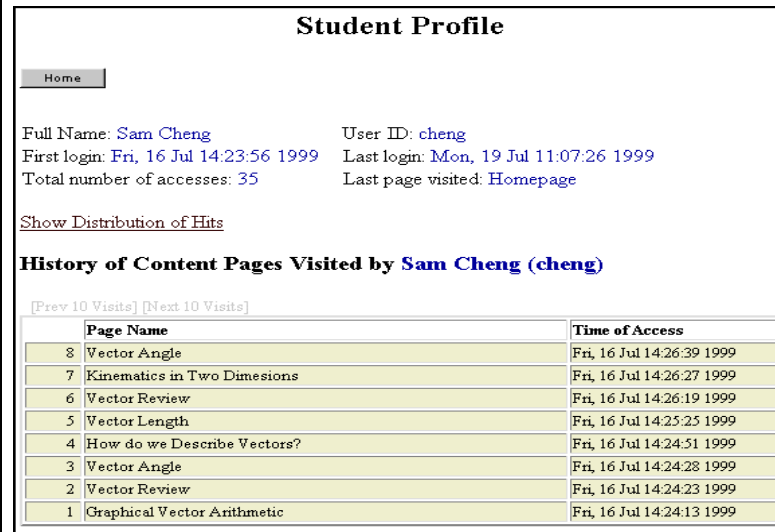 Student Profile
Home
Full Name: Sam Cheng User ID: cheng
First login: Fri, 16 Jul 14:23:56 1999 Last login: Mon, 19 Jul 11:07:26 1999
Total number of accesses: 35 Last page visited: Homepage
Show Distribution of Hits
History of Content Pages Visited by Sam Cheng (cheng)
[Prev 10 Visits] [Next 10 Visits]
Page Name Time of Access
8 Vector Angle Fri, 16 Jul 14:26:39 1999
7 Kinematics in Two Dimesions Fri, 16 Jul 14:26:27 1999
6 Vector Review Fri, 16 Jul 14:26:19 1999
5 Vector Length Fri, 16 Jul 14:25:25 1999
4 How do we Describe Vectors? Fri, 16 Jul 14:24:51 1999
3 Vector Angle Fri, 16 Jul 14:24:28 1999
2 Vector Review Fri, 16 Jul 14:24:23 1999
1 Graphical Vector Arithmetic Fri, 16 Jul 14:24:13 1999